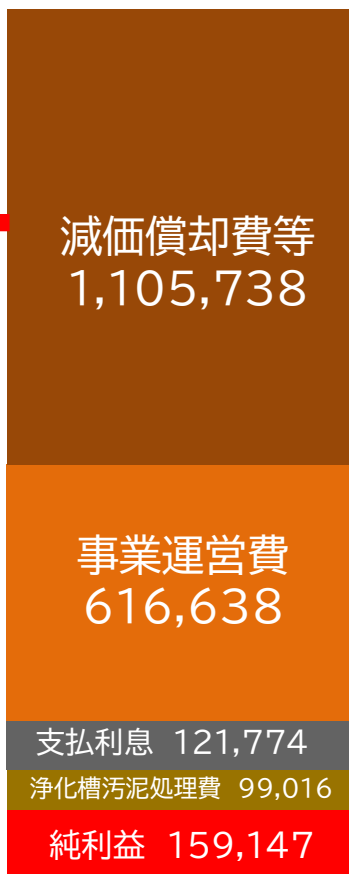 減価償却費等
1,105,738
事業運営費
616,638
支払利息 121,774
浄化槽汚泥処理費 99,016
純利益 159,147